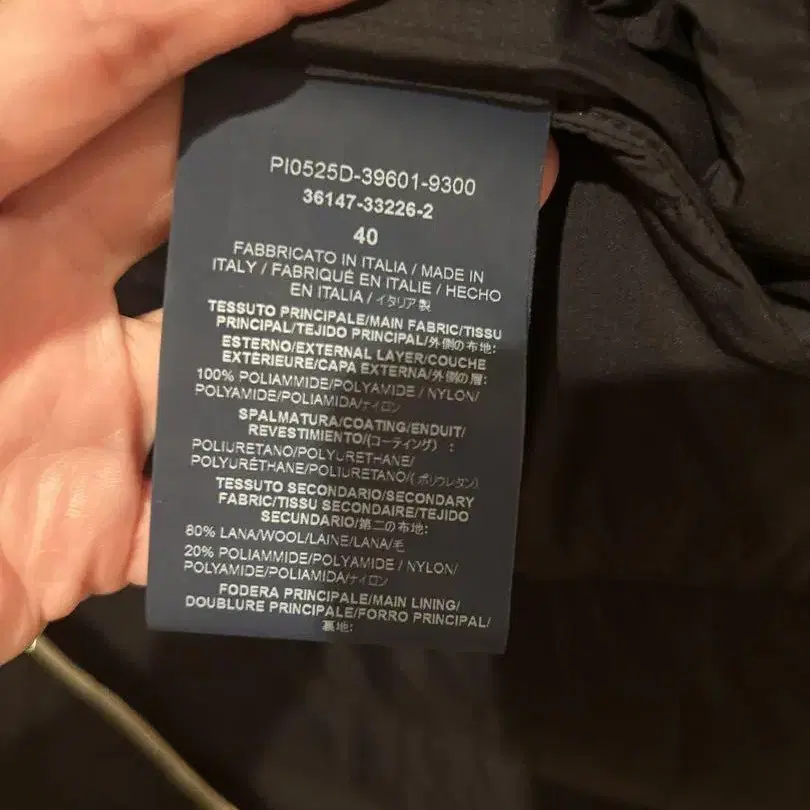 PI0525D-39601-9300
36147-33226-2
40
FABBRICATO IN ITALIA / MADE IN
ITALY / FABRIQUÉ EN ITALIE / HECHO
EN ITALIA / イタリア製
TESSUTO PRINCIPALE/MAIN FABRIC/TISSU
PRINCIPAL/TEJIDO PRINCIPAL/外側の布地:
ESTERNO/EXTERNAL LAYER/COUCHE
EXTÉRIEURE/CAPA EXTERNA/外側の層:
100% POLIAMMIDE/POLYAMIDE / NYLON/
POLYAMIDE/POLIAMIDA/ナイロン
SPALMATURA/COATING/ENDUIT/
REVESTIMIENTO/(コーティング) :
POLIURETANO/POLYURETHANE/
POLYURÉTHANE/POLIURETANO/( ポリウレタン)
TESSUTO SECONDARIO/SECONDARY
FABRIC/TISSU SECONDAIRE/TEJIDO
SECUNDARIO/第二の布地:
80% LANA/WOOL/LAINE/LANA/毛
20% POLIAMMIDE/POLYAMIDE / NYLON/
POLYAMIDE/POLIAMIDA/ナイロン
FODERA PRINCIPALE/MAIN LINING/
DOUBLURE PRINCIPALE/FORRO PRINCIPAL/
裏地: